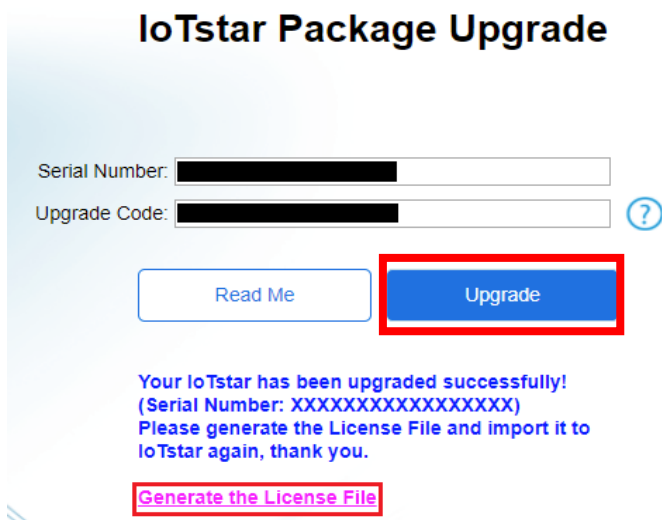 IoTstar Package Upgrade
Serial Number:
Upgrade Code:
?
Read Me
Upgrade
Your IoTstar has been upgraded successfully!
(Serial Number: XXXXXXXXXXXXXXXXX)
Please generate the License File and import it to
IoTstar again, thank you.
Generate the License File